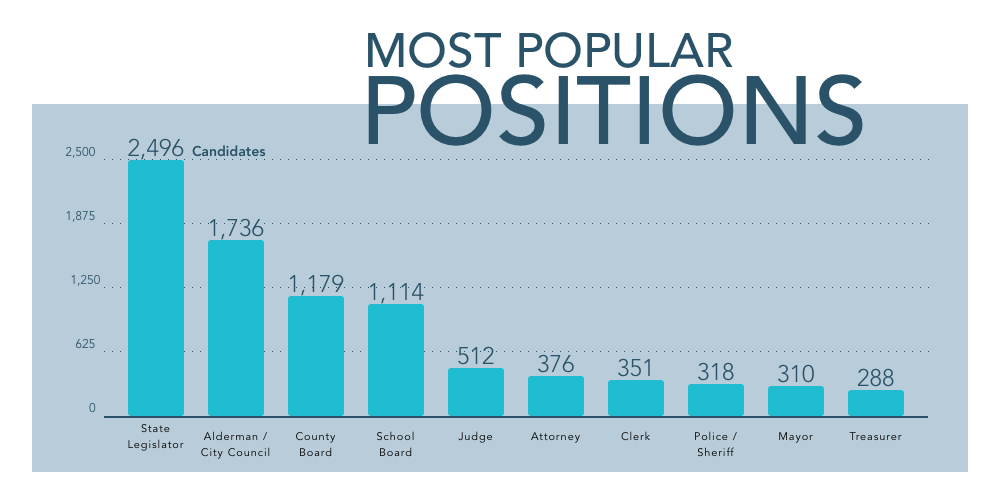 MOST POPULAR
POSITIONS
2,500
2,496 Candidates
1,875
1,736
1,250
1,179
1,114
625
512
376
351
318
310
288
0
State
Legislator
Alderman /
City Council
County
Board
School
Board
Judge
Attorney
Clerk
Police /
Sheriff
Mayor
Treasurer